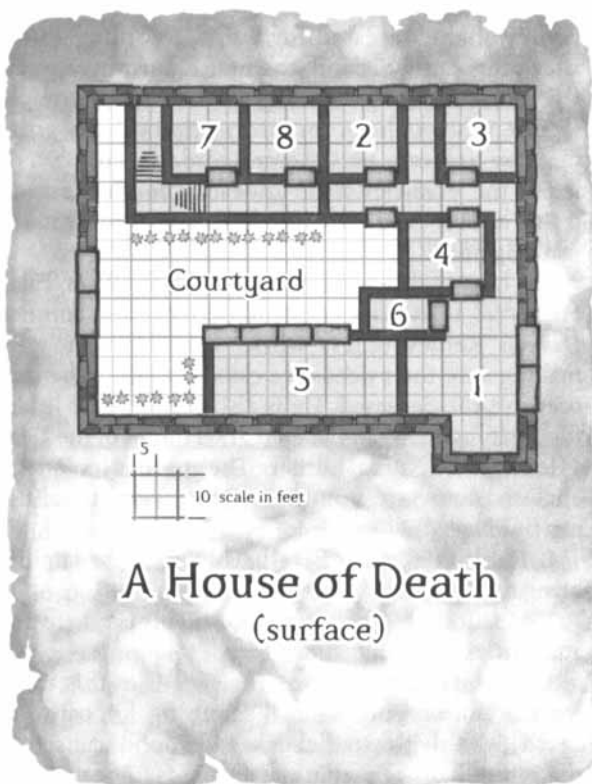 7 8 2 3
4
Courtyard
6
5 1
5
10 scale in feet
A House of Death
(surface)